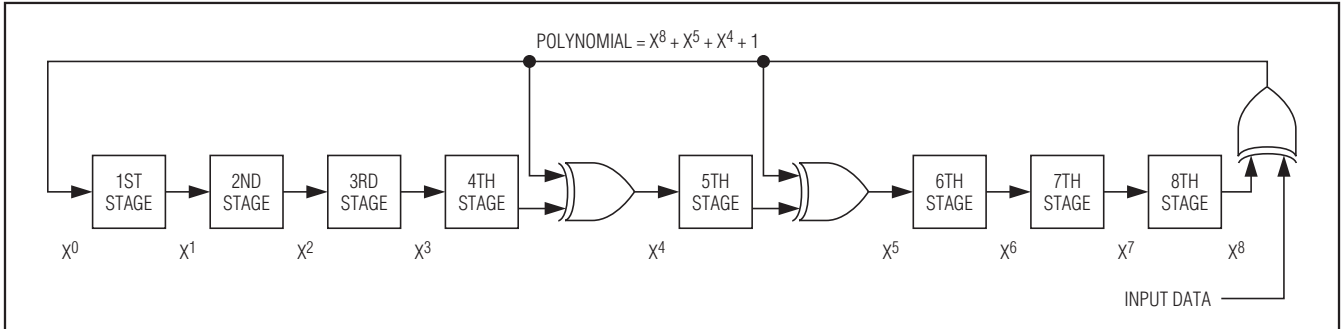 POLYNOMIAL = X⁸ + X⁵ + X⁴ + 1
1ST
STAGE
2ND
STAGE
3RD
STAGE
4TH
STAGE
5TH
STAGE
6TH
STAGE
7TH
STAGE
8TH
STAGE
X⁰ X¹ X² X³ X⁴ X⁵ X⁶ X⁷ X⁸
INPUT DATA